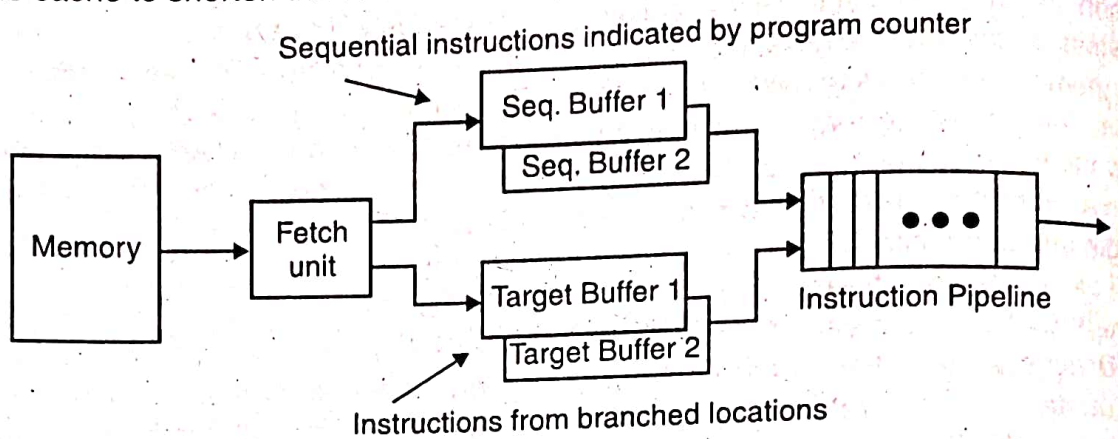 Sequential instructions indicated by program counter
Seq. Buffer 1
Seq. Buffer 2
Memory
Fetch
unit
Target Buffer 1
Target Buffer 2
Instruction Pipeline
Instructions from branched locations